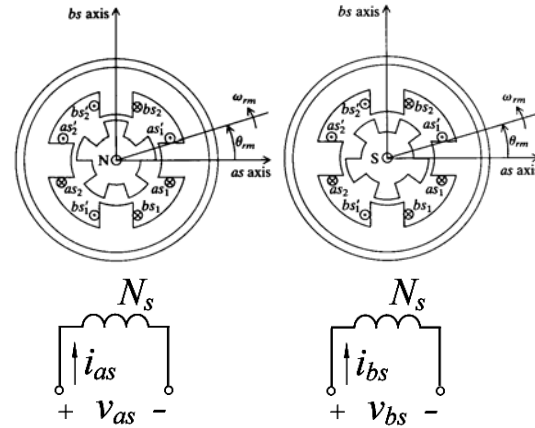 bs axis
bs axis
bs₂′ ⊗bs₂
as₂′ as₁′
ω_rm
θ_rm
N
as axis
as₂ as₁
bs₁′ bs₁
bs₂′ ⊗bs₂
as₂′ as₁′
ω_rm
θ_rm
S
as axis
as₂ as₁
bs₁′ bs₁
N_s
N_s
i_as
i_bs
+ v_as −
+ v_bs −